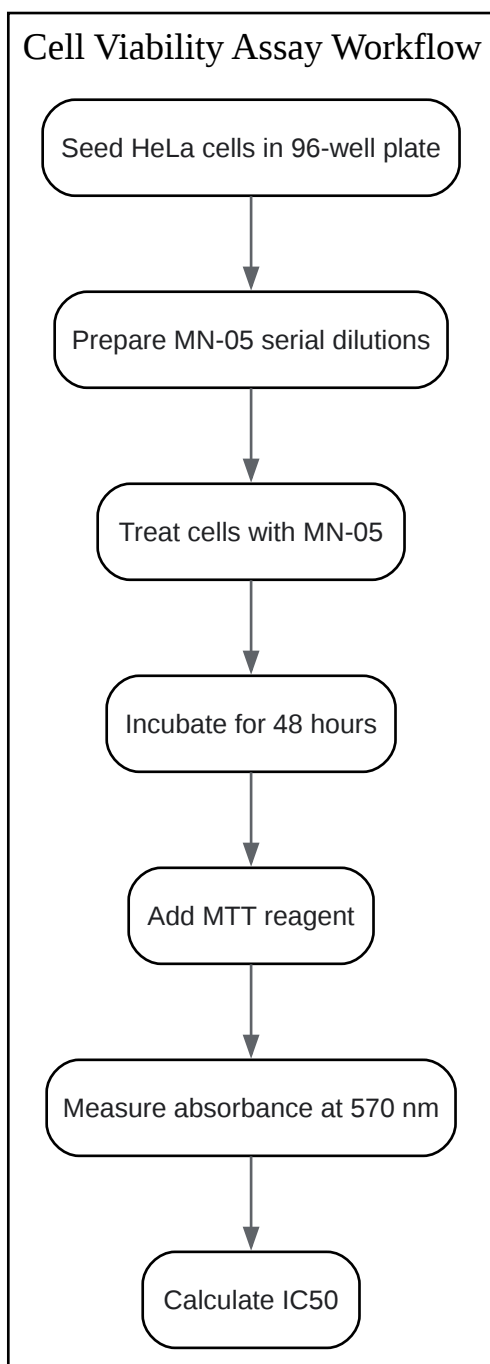 Cell Viability Assay Workflow
Seed HeLa cells in 96-well plate
Prepare MN-05 serial dilutions
Treat cells with MN-05
Incubate for 48 hours
Add MTT reagent
Measure absorbance at 570 nm
Calculate IC50